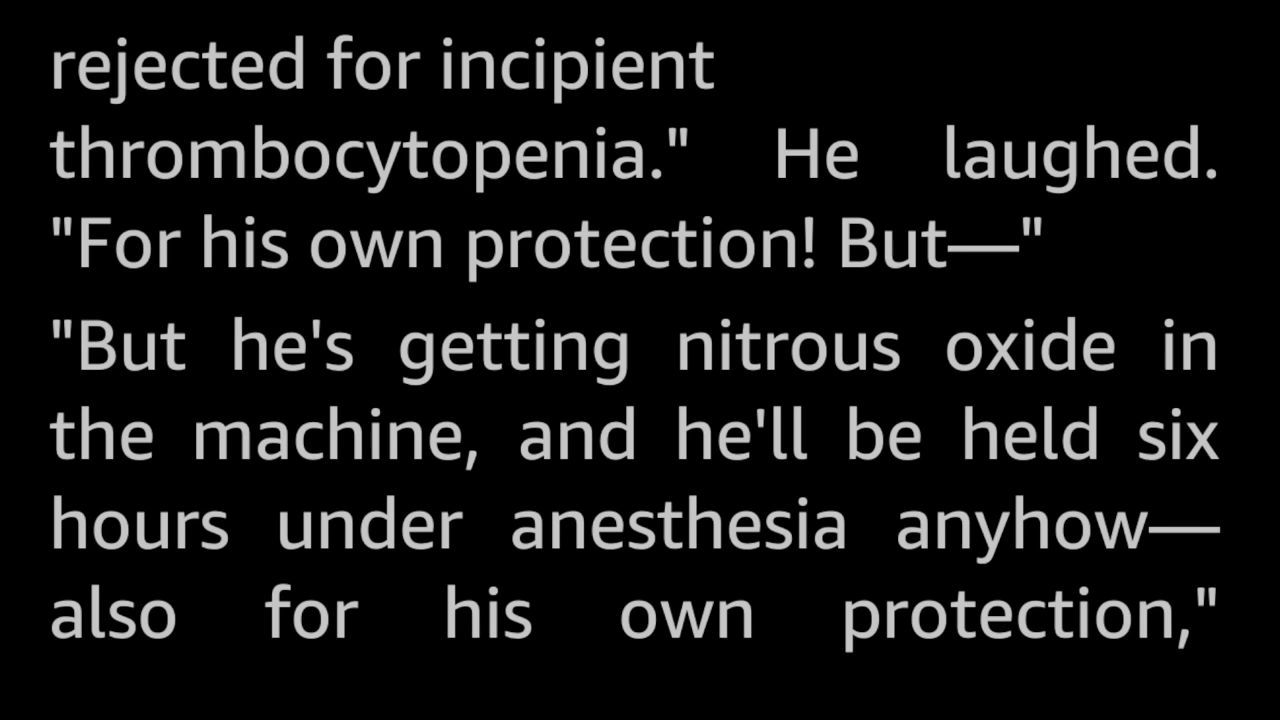 rejected for incipient
thrombocytopenia." He laughed.
"For his own protection! But—"
"But he's getting nitrous oxide in
the machine, and he'll be held six
hours under anesthesia anyhow—
also for his own protection,"